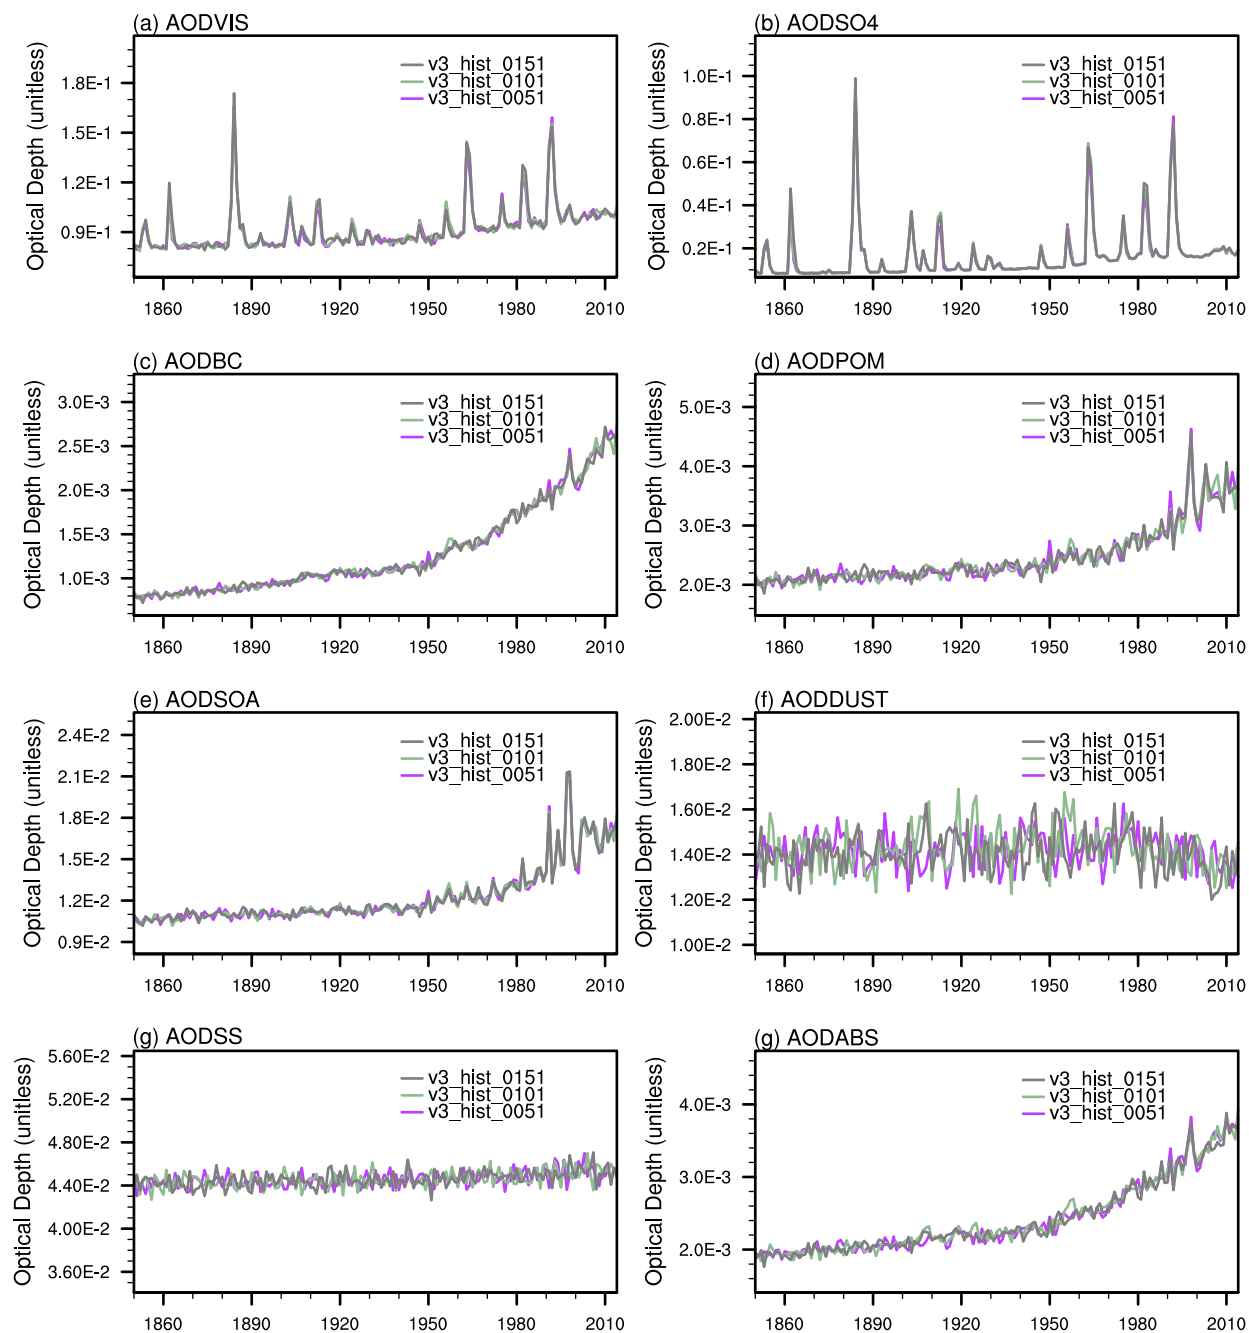 (a) AODVIS
Optical Depth (unitless)
1.8E-1
1.5E-1
1.2E-1
0.9E-1
v3_hist_0151
v3_hist_0101
v3_hist_0051
1860 1890 1920 1950 1980 2010
(b) AODSO4
Optical Depth (unitless)
1.0E-1
0.8E-1
0.6E-1
0.4E-1
0.2E-1
v3_hist_0151
v3_hist_0101
v3_hist_0051
1860 1890 1920 1950 1980 2010
(c) AODBC
Optical Depth (unitless)
3.0E-3
2.5E-3
2.0E-3
1.5E-3
1.0E-3
v3_hist_0151
v3_hist_0101
v3_hist_0051
1860 1890 1920 1950 1980 2010
(d) AODPOM
Optical Depth (unitless)
5.0E-3
4.0E-3
3.0E-3
2.0E-3
v3_hist_0151
v3_hist_0101
v3_hist_0051
1860 1890 1920 1950 1980 2010
(e) AODSOA
Optical Depth (unitless)
2.4E-2
2.1E-2
1.8E-2
1.5E-2
1.2E-2
0.9E-2
v3_hist_0151
v3_hist_0101
v3_hist_0051
1860 1890 1920 1950 1980 2010
(f) AODDUST
Optical Depth (unitless)
2.00E-2
1.80E-2
1.60E-2
1.40E-2
1.20E-2
1.00E-2
v3_hist_0151
v3_hist_0101
v3_hist_0051
1860 1890 1920 1950 1980 2010
(g) AODSS
Optical Depth (unitless)
5.60E-2
5.20E-2
4.80E-2
4.40E-2
4.00E-2
3.60E-2
v3_hist_0151
v3_hist_0101
v3_hist_0051
1860 1890 1920 1950 1980 2010
(g) AODABS
Optical Depth (unitless)
4.0E-3
3.0E-3
2.0E-3
v3_hist_0151
v3_hist_0101
v3_hist_0051
1860 1890 1920 1950 1980 2010